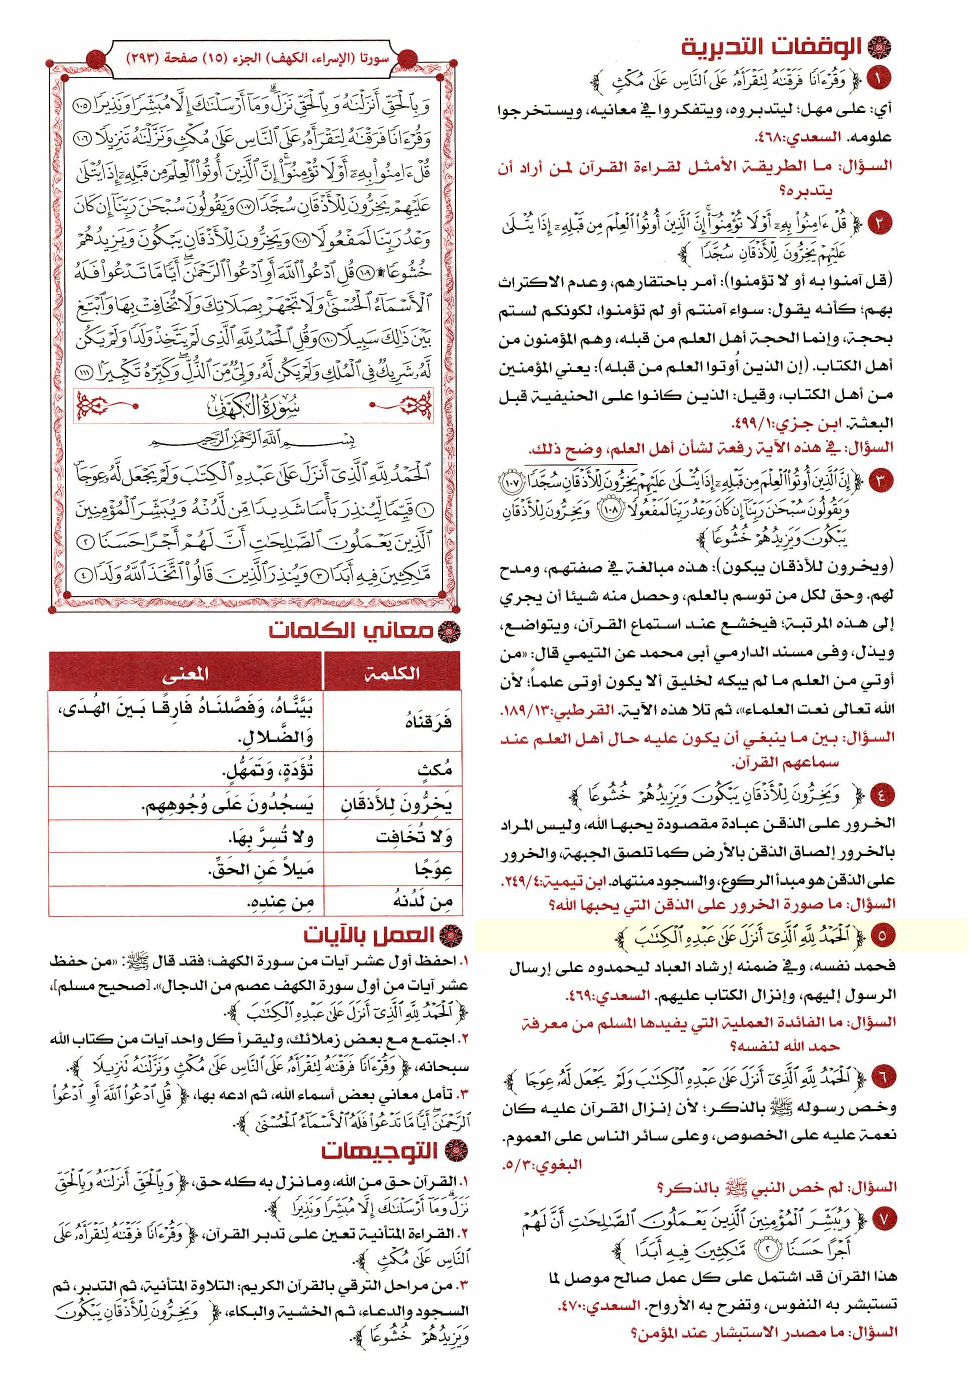 الوقفات التدبرية
١ ﴿ وَقُرْءَانًا فَرَقْنَٰهُ لِتَقْرَأَهُۥ عَلَى ٱلنَّاسِ عَلَىٰ مُكْثٍ ﴾
أي: على مهل؛ ليتدبروه، ويتفكروا في معانيه، ويستخرجوا
علومه. السعدي:٤٦٨.
السؤال: ما الطريقة الأمثل لقراءة القرآن لمن أراد أن
يتدبره؟
٢ ﴿ قُلْ ءَامِنُوا۟ بِهِۦٓ أَوْ لَا تُؤْمِنُوٓا۟ ۚ إِنَّ ٱلَّذِينَ أُوتُوا۟ ٱلْعِلْمَ مِن قَبْلِهِۦٓ إِذَا يُتْلَىٰ
عَلَيْهِمْ يَخِرُّونَ لِلْأَذْقَانِ سُجَّدًا ﴾
(قل آمنوا به أو لا تؤمنوا): أمر باحتقارهم، وعدم الاكتراث
بهم؛ كأنه يقول: سواء آمنتم أو لم تؤمنوا، لكونكم لستم
بحجة، وإنما الحجة أهل العلم من قبله، وهم المؤمنون من
أهل الكتاب. (إن الذين أُوتوا العلم من قبله): يعني المؤمنين
من أهل الكتاب، وقيل: الذين كانوا على الحنيفية قبل
البعثة. ابن جزي:٤٩٩/١.
السؤال: في هذه الآية رفعة لشأن أهل العلم، وضح ذلك.
٣ ﴿ إِنَّ ٱلَّذِينَ أُوتُوا۟ ٱلْعِلْمَ مِن قَبْلِهِۦٓ إِذَا يُتْلَىٰ عَلَيْهِمْ يَخِرُّونَ لِلْأَذْقَانِ سُجَّدًا ١٠٧
وَيَقُولُونَ سُبْحَٰنَ رَبِّنَآ إِن كَانَ وَعْدُ رَبِّنَا لَمَفْعُولًا ١٠٨ وَيَخِرُّونَ لِلْأَذْقَانِ
يَبْكُونَ وَيَزِيدُهُمْ خُشُوعًا ﴾
(ويخرون للأذقان يبكون): هذه مبالغة في صفتهم، ومدح
لهم. وحق لكل من توسم بالعلم، وحصل منه شيئا أن يجري
إلى هذه المرتبة؛ فيخشع عند استماع القرآن، ويتواضع،
ويذل، وفى مسند الدارمي أبى محمد عن التيمي قال: «من
أوتي من العلم ما لم يبكه لخليق ألا يكون أوتى علماً؛ لأن
الله تعالى نعت العلماء»، ثم تلا هذه الآية. القرطبي:١٨٩/١٣.
السؤال: بين ما ينبغي أن يكون عليه حال أهل العلم عند
سماعهم القرآن.
٤ ﴿ وَيَخِرُّونَ لِلْأَذْقَانِ يَبْكُونَ وَيَزِيدُهُمْ خُشُوعًا ﴾
الخرور على الذقن عبادة مقصودة يحبها الله، وليس المراد
بالخرور إلصاق الذقن بالأرض كما تلصق الجبهة، والخرور
على الذقن هو مبدأ الركوع، والسجود منتهاه. ابن تيمية:٢٤٩/٤.
السؤال: ما صورة الخرور على الذقن التي يحبها الله؟
٥ ﴿ ٱلْحَمْدُ لِلَّهِ ٱلَّذِىٓ أَنزَلَ عَلَىٰ عَبْدِهِ ٱلْكِتَٰبَ ﴾
فحمد نفسه، وفي ضمنه إرشاد العباد ليحمدوه على إرسال
الرسول إليهم، وإنزال الكتاب عليهم. السعدي:٤٦٩.
السؤال: ما الفائدة العملية التي يفيدها المسلم من معرفة
حمد الله لنفسه؟
٦ ﴿ ٱلْحَمْدُ لِلَّهِ ٱلَّذِىٓ أَنزَلَ عَلَىٰ عَبْدِهِ ٱلْكِتَٰبَ وَلَمْ يَجْعَل لَّهُۥ عِوَجَا ﴾
وخص رسوله ﷺ بالذكر؛ لأن إنزال القرآن عليه كان
نعمة عليه على الخصوص، وعلى سائر الناس على العموم.
البغوي:٥/٣.
السؤال: لم خص النبي ﷺ بالذكر؟
٧ ﴿ وَيُبَشِّرَ ٱلْمُؤْمِنِينَ ٱلَّذِينَ يَعْمَلُونَ ٱلصَّٰلِحَٰتِ أَنَّ لَهُمْ
أَجْرًا حَسَنًا ٢ مَّٰكِثِينَ فِيهِ أَبَدًا ﴾
هذا القرآن قد اشتمل على كل عمل صالح موصل لما
تستبشر به النفوس، وتفرح به الأرواح. السعدي:٤٧٠.
السؤال: ما مصدر الاستبشار عند المؤمن؟
سورتا (الإسراء، الكهف) الجزء (١٥) صفحة (٢٩٣)
وَبِٱلْحَقِّ أَنزَلْنَٰهُ وَبِٱلْحَقِّ نَزَلَ ۗ وَمَآ أَرْسَلْنَٰكَ إِلَّا مُبَشِّرًا وَنَذِيرًا ١٠٥
وَقُرْءَانًا فَرَقْنَٰهُ لِتَقْرَأَهُۥ عَلَى ٱلنَّاسِ عَلَىٰ مُكْثٍ وَنَزَّلْنَٰهُ تَنزِيلًا ١٠٦
قُلْ ءَامِنُوا۟ بِهِۦٓ أَوْ لَا تُؤْمِنُوٓا۟ ۚ إِنَّ ٱلَّذِينَ أُوتُوا۟ ٱلْعِلْمَ مِن قَبْلِهِۦٓ إِذَا يُتْلَىٰ
عَلَيْهِمْ يَخِرُّونَ لِلْأَذْقَانِ سُجَّدًا ١٠٧ وَيَقُولُونَ سُبْحَٰنَ رَبِّنَآ إِن كَانَ
وَعْدُ رَبِّنَا لَمَفْعُولًا ١٠٨ وَيَخِرُّونَ لِلْأَذْقَانِ يَبْكُونَ وَيَزِيدُهُمْ
خُشُوعًا ۩ ١٠٩ قُلِ ٱدْعُوا۟ ٱللَّهَ أَوِ ٱدْعُوا۟ ٱلرَّحْمَٰنَ ۖ أَيًّا مَّا تَدْعُوا۟ فَلَهُ
ٱلْأَسْمَآءُ ٱلْحُسْنَىٰ ۚ وَلَا تَجْهَرْ بِصَلَاتِكَ وَلَا تُخَافِتْ بِهَا وَٱبْتَغِ
بَيْنَ ذَٰلِكَ سَبِيلًا ١١٠ وَقُلِ ٱلْحَمْدُ لِلَّهِ ٱلَّذِى لَمْ يَتَّخِذْ وَلَدًا وَلَمْ يَكُن
لَّهُۥ شَرِيكٌ فِى ٱلْمُلْكِ وَلَمْ يَكُن لَّهُۥ وَلِىٌّ مِّنَ ٱلذُّلِّ ۖ وَكَبِّرْهُ تَكْبِيرًۢا ١١١
سُورَةُ الكَهْفِ
بِسْمِ ٱللَّهِ ٱلرَّحْمَٰنِ ٱلرَّحِيمِ
ٱلْحَمْدُ لِلَّهِ ٱلَّذِىٓ أَنزَلَ عَلَىٰ عَبْدِهِ ٱلْكِتَٰبَ وَلَمْ يَجْعَل لَّهُۥ عِوَجَا
١ قَيِّمًا لِّيُنذِرَ بَأْسًا شَدِيدًا مِّن لَّدُنْهُ وَيُبَشِّرَ ٱلْمُؤْمِنِينَ
ٱلَّذِينَ يَعْمَلُونَ ٱلصَّٰلِحَٰتِ أَنَّ لَهُمْ أَجْرًا حَسَنًا ٢
مَّٰكِثِينَ فِيهِ أَبَدًا ٣ وَيُنذِرَ ٱلَّذِينَ قَالُوا۟ ٱتَّخَذَ ٱللَّهُ وَلَدًا ٤
معاني الكلمات
الكلمة المعنى
فَرَقْنَاهُ بَيَّنَّاهُ، وَفَصَّلنَاهُ فَارِقًا بَينَ الهُدَى،
وَالضَّلالِ.
مُكثٍ تُؤَدَةٍ، وَتَمَهُّلٍ.
يَخِرُّونَ لِلأَذقَانِ يَسجُدُونَ عَلَى وُجُوهِهِم.
وَلا تُخَافِت ولا تُسِرَّ بِهَا.
عِوَجًا مَيلاً عَنِ الحَقِّ.
مِن لَدُنهُ مِن عِندِهِ.
العمل بالآيات
١. احفظ أول عشر آيات من سورة الكهف؛ فقد قال ﷺ: «من حفظ
عشر آيات من أول سورة الكهف عصم من الدجال». [صحيح مسلم]،
﴿ ٱلْحَمْدُ لِلَّهِ ٱلَّذِىٓ أَنزَلَ عَلَىٰ عَبْدِهِ ٱلْكِتَٰبَ ﴾.
٢. اجتمع مع بعض زملائك، وليقرأ كل واحد آيات من كتاب الله
سبحانه، ﴿ وَقُرْءَانًا فَرَقْنَٰهُ لِتَقْرَأَهُۥ عَلَى ٱلنَّاسِ عَلَىٰ مُكْثٍ وَنَزَّلْنَٰهُ تَنزِيلًا ﴾.
٣. تأمل معاني بعض أسماء الله، ثم ادعه بها، ﴿ قُلِ ٱدْعُوا۟ ٱللَّهَ أَوِ ٱدْعُوا۟
ٱلرَّحْمَٰنَ ۖ أَيًّا مَّا تَدْعُوا۟ فَلَهُ ٱلْأَسْمَآءُ ٱلْحُسْنَىٰ ﴾.
التوجيهات
١. القرآن حق من الله، وما نزل به كله حق، ﴿ وَبِٱلْحَقِّ أَنزَلْنَٰهُ وَبِٱلْحَقِّ
نَزَلَ ۗ وَمَآ أَرْسَلْنَٰكَ إِلَّا مُبَشِّرًا وَنَذِيرًا ﴾.
٢. القراءة المتأنية تعين على تدبر القرآن، ﴿ وَقُرْءَانًا فَرَقْنَٰهُ لِتَقْرَأَهُۥ عَلَى
ٱلنَّاسِ عَلَىٰ مُكْثٍ ﴾.
٣. من مراحل الترقي بالقرآن الكريم: التلاوة المتأنية، ثم التدبر، ثم
السجود والدعاء، ثم الخشية والبكاء، ﴿ وَيَخِرُّونَ لِلْأَذْقَانِ يَبْكُونَ
وَيَزِيدُهُمْ خُشُوعًا ﴾.